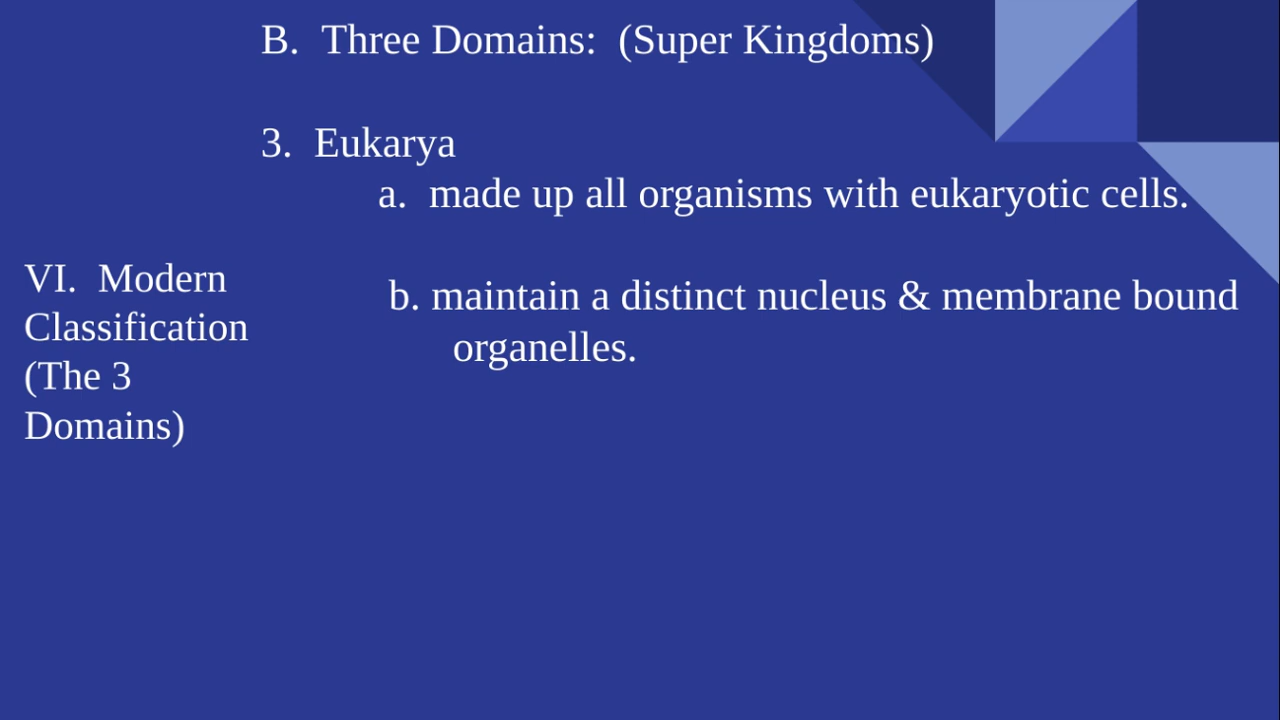 B. Three Domains: (Super Kingdoms)
3. Eukarya
a. made up all organisms with eukaryotic cells.
VI. Modern
Classification
(The 3
Domains)
b. maintain a distinct nucleus & membrane bound
organelles.